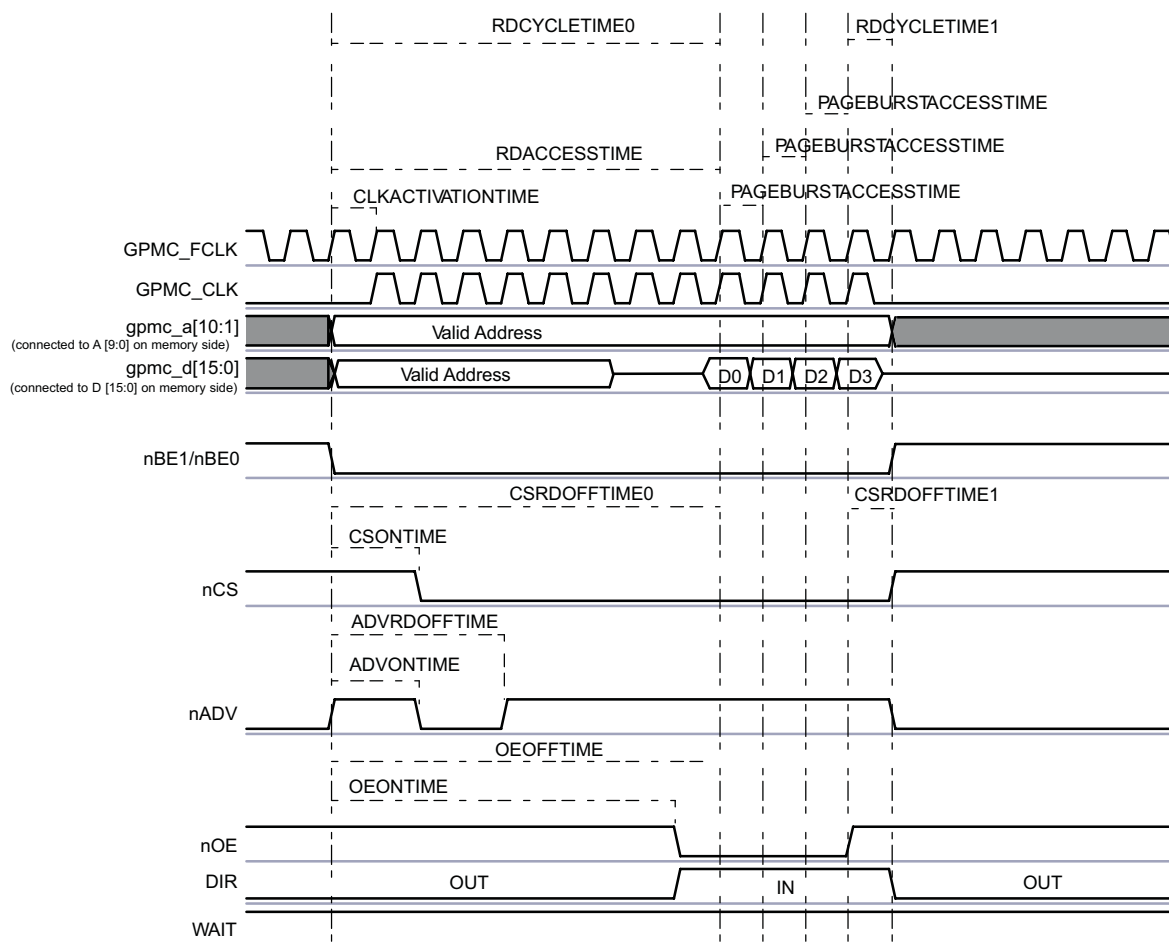 RDCYCLETIME0
RDCYCLETIME1
PAGEBURSTACCESSTIME
PAGEBURSTACCESSTIME
RDACCESSTIME
PAGEBURSTACCESSTIME
CLKACTIVATIONTIME
GPMC_FCLK
GPMC_CLK
gpmc_a[10:1]
(connected to A [9:0] on memory side)
Valid Address
gpmc_d[15:0]
(connected to D [15:0] on memory side)
Valid Address
D0 D1 D2 D3
nBE1/nBE0
CSRDOFFTIME0
CSRDOFFTIME1
CSONTIME
nCS
ADVRDOFFTIME
ADVONTIME
nADV
OEOFFTIME
OEONTIME
nOE
DIR OUT IN OUT
WAIT